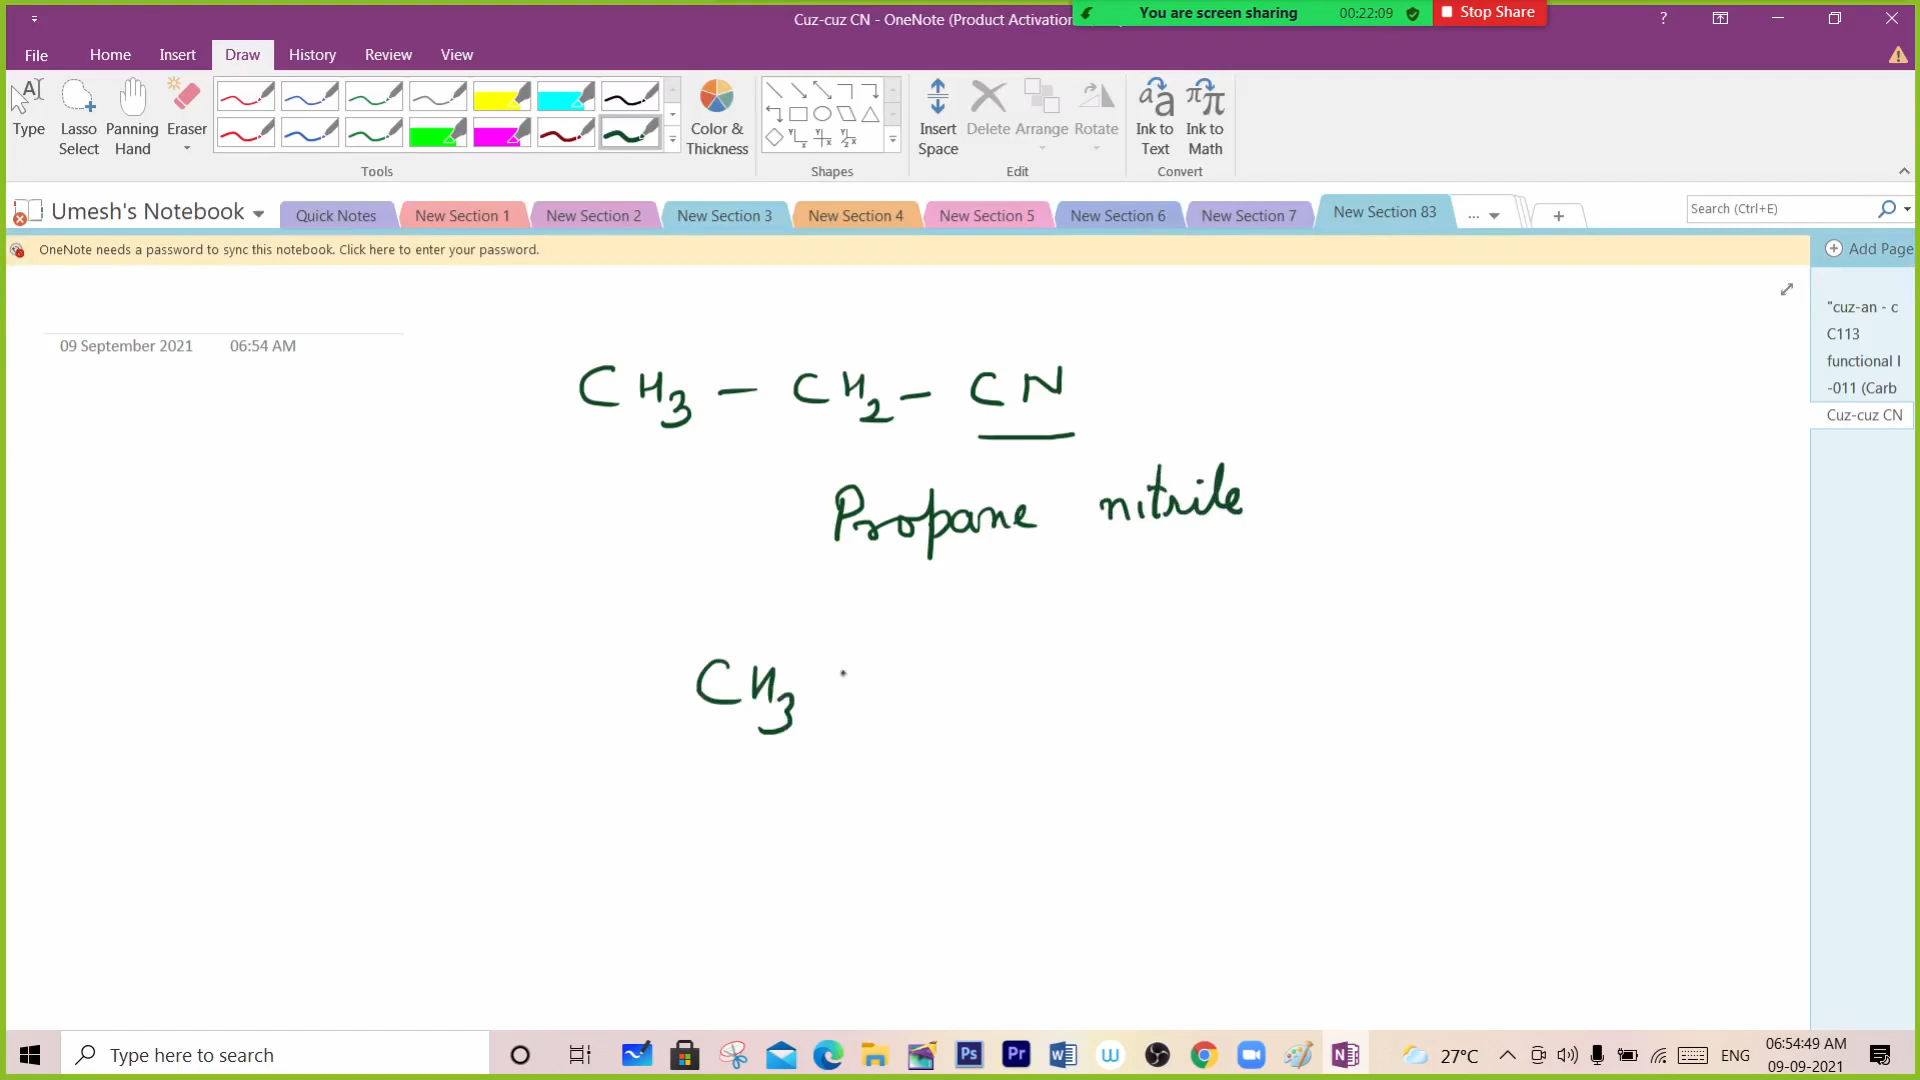 Cuz-cuz CN - OneNote (Product Activation
You are screen sharing 00:22:09 Stop Share
?
File Home Insert Draw History Review View
Type Lasso Select Panning Hand Eraser
Color & Thickness
Insert Space Delete Arrange Rotate
Ink to Text Ink to Math
Tools Shapes Edit Convert
Umesh's Notebook Quick Notes New Section 1 New Section 2 New Section 3 New Section 4 New Section 5 New Section 6 New Section 7 New Section 83 ... + Search (Ctrl+E)
OneNote needs a password to sync this notebook. Click here to enter your password.
Add Page
"cuz-an - c
C113
functional I
-011 (Carb
Cuz-cuz CN
09 September 2021 06:54 AM
CH3 - CH2 - CN
Propane nitrile
CH3
Type here to search
27°C ENG 06:54:49 AM
09-09-2021